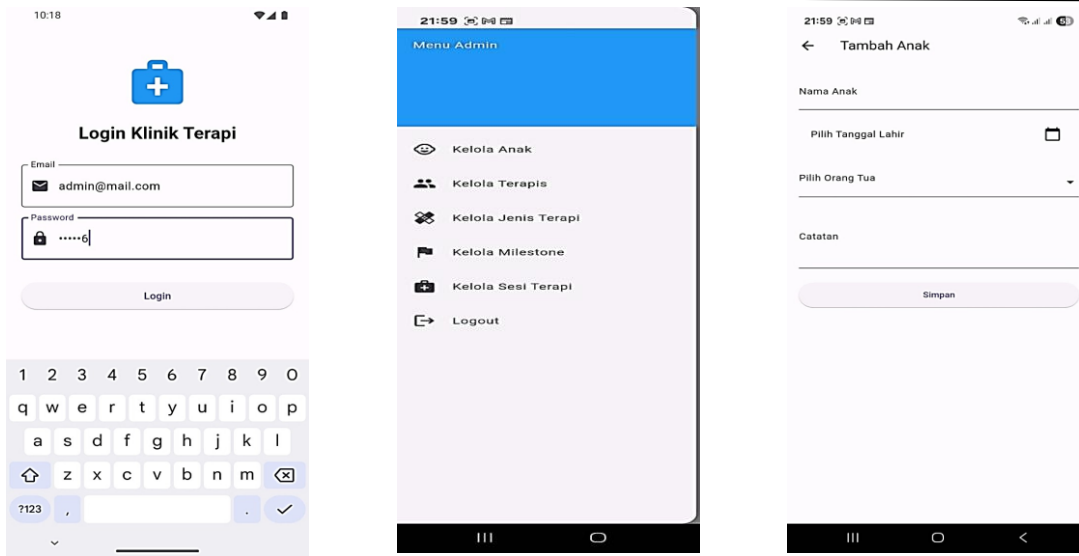 10:18
Login Klinik Terapi
Email
admin@mail.com
Password
•••••6
Login
1 2 3 4 5 6 7 8 9 0
q w e r t y u i o p
a s d f g h j k l
z x c v b n m
?123 , .
21:59
Menu Admin
Kelola Anak
Kelola Terapis
Kelola Jenis Terapi
Kelola Milestone
Kelola Sesi Terapi
Logout
21:59
Tambah Anak
Nama Anak
Pilih Tanggal Lahir
Pilih Orang Tua
Catatan
Simpan